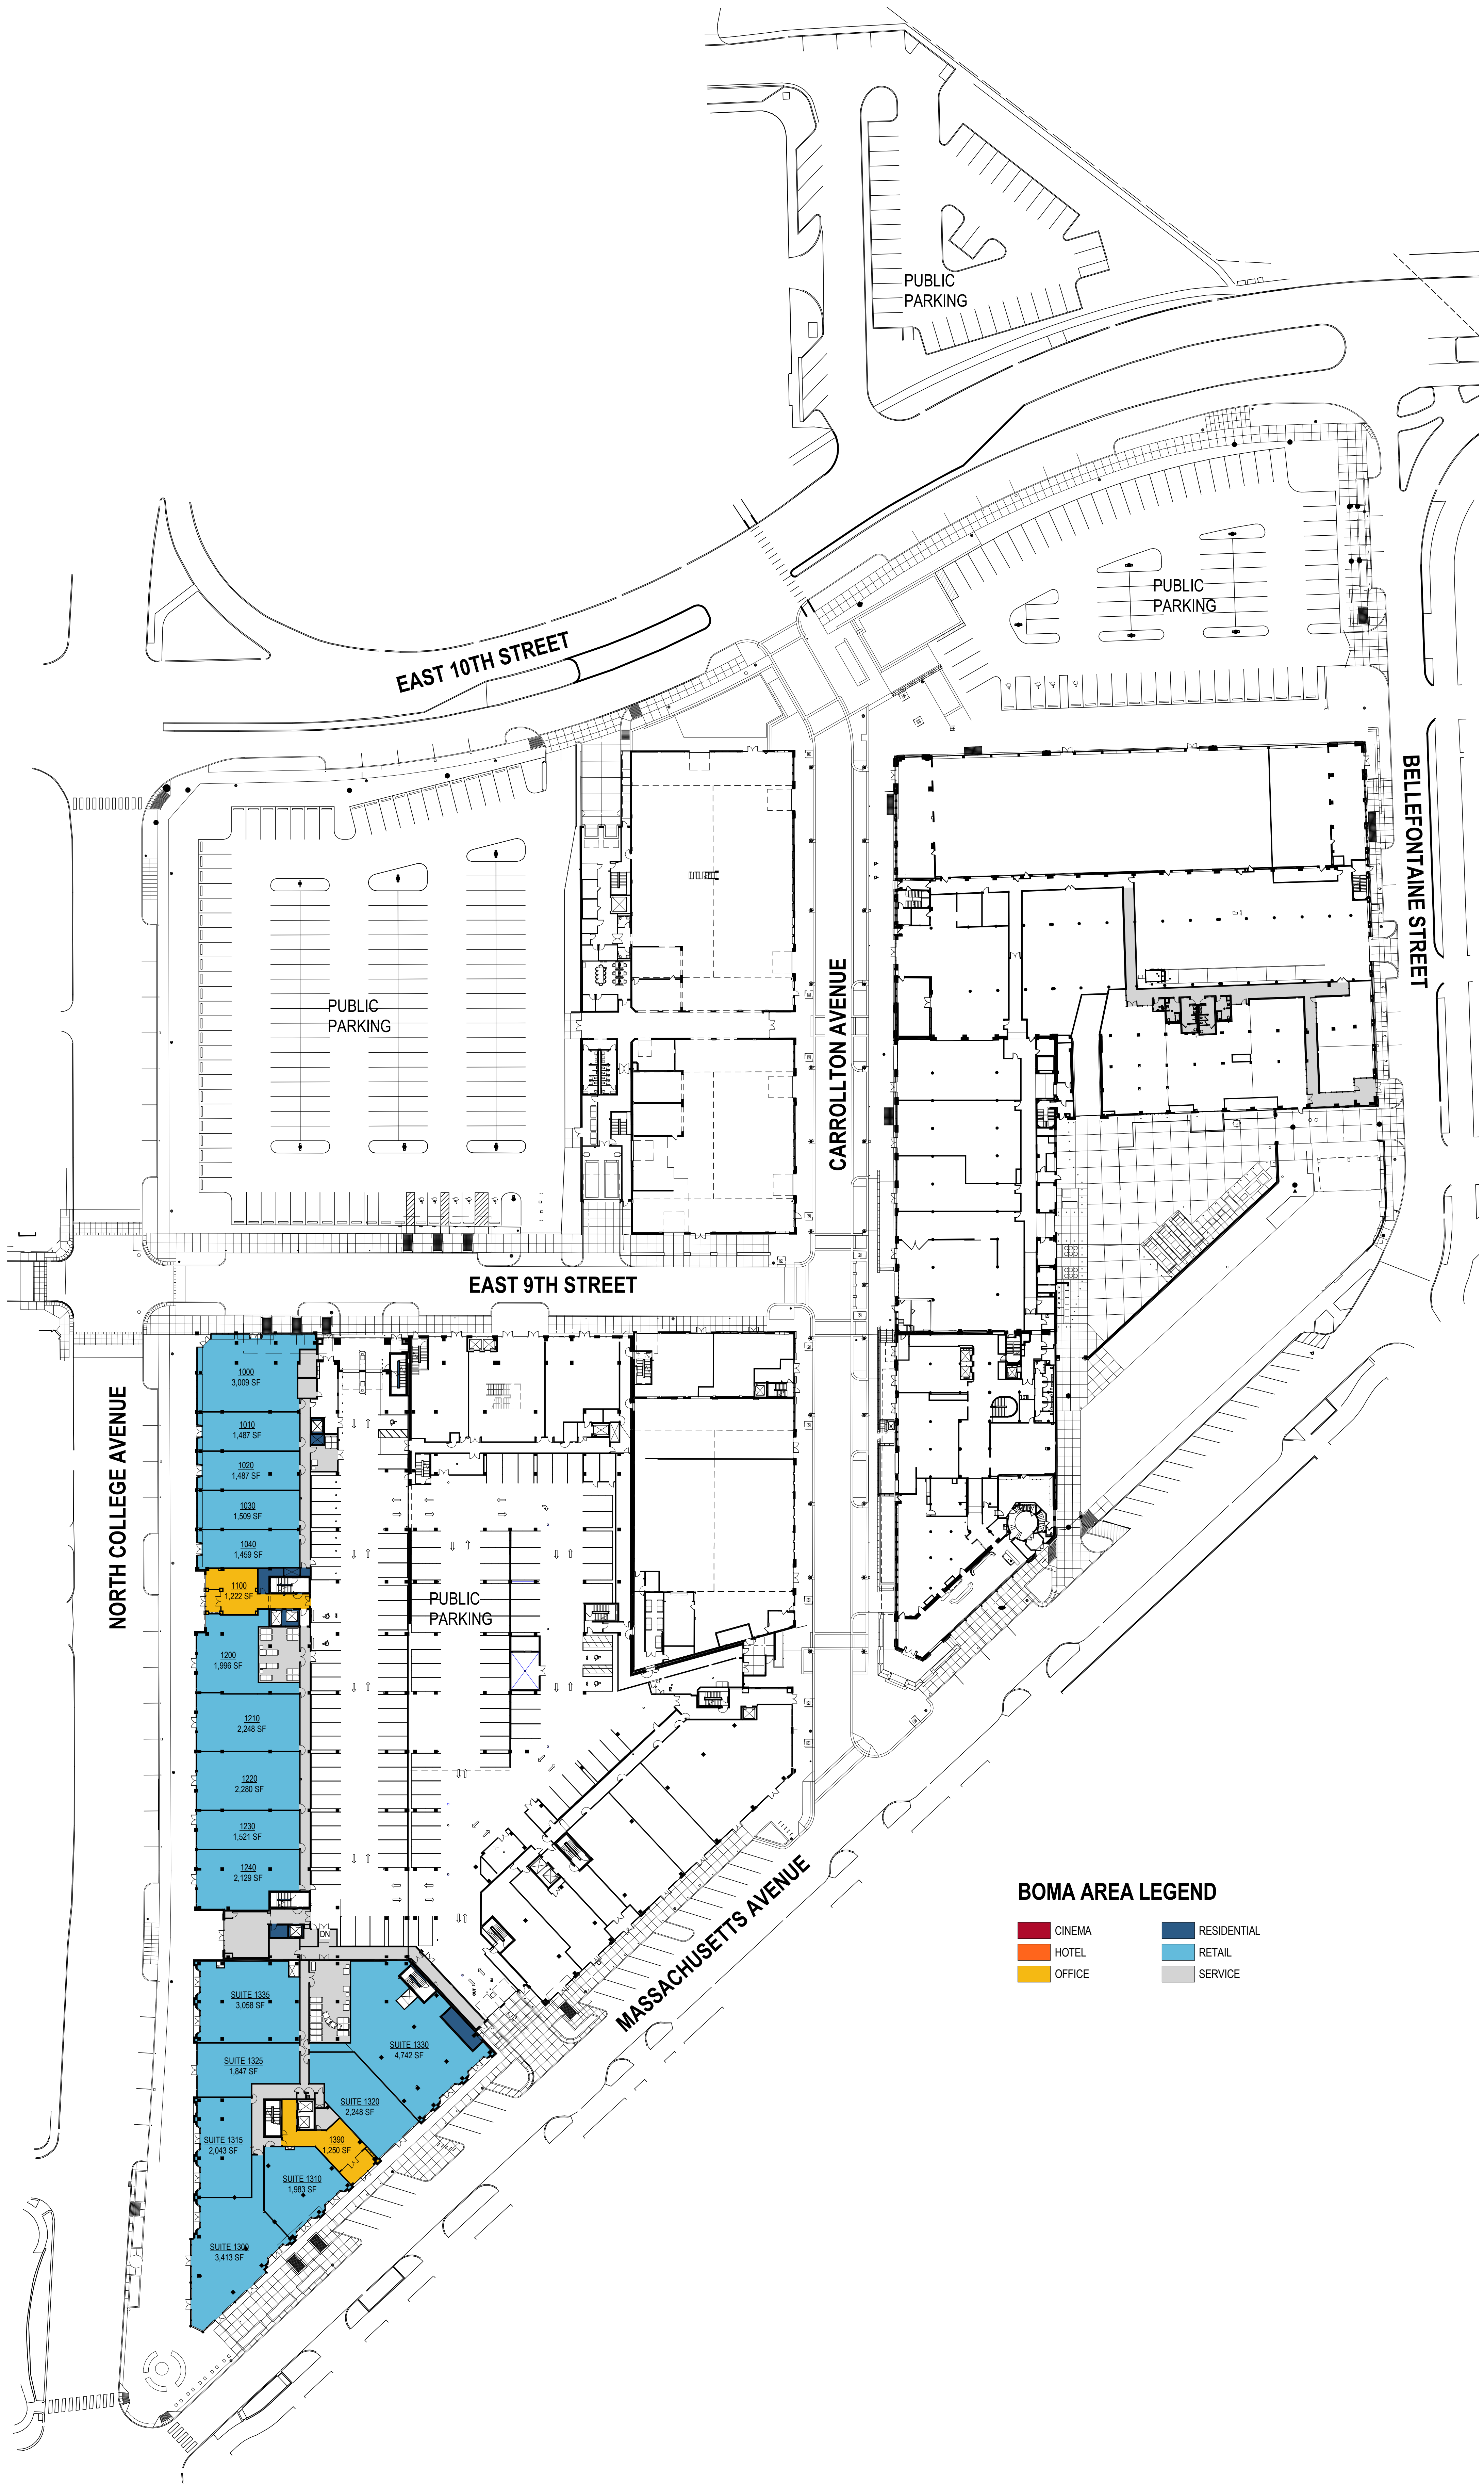 PUBLIC
PARKING
PUBLIC
PARKING
EAST 10TH STREET
BELLEFONTAINE STREET
PUBLIC
PARKING
CARROLLTON AVENUE
EAST 9TH STREET
NORTH COLLEGE AVENUE
1000
3,009 SF
1010
1,487 SF
1020
1,487 SF
1030
1,509 SF
1040
1,459 SF
1100
1,222 SF
PUBLIC
PARKING
1200
1,996 SF
1210
2,248 SF
1220
2,280 SF
1230
1,521 SF
1240
2,129 SF
DN
MASSACHUSETTS AVENUE
SUITE 1335
3,058 SF
SUITE 1330
4,742 SF
SUITE 1325
1,847 SF
SUITE 1320
2,248 SF
SUITE 1315
2,043 SF
1390
1,250 SF
SUITE 1310
1,983 SF
SUITE 1300
3,413 SF
BOMA AREA LEGEND
CINEMA
HOTEL
OFFICE
RESIDENTIAL
RETAIL
SERVICE